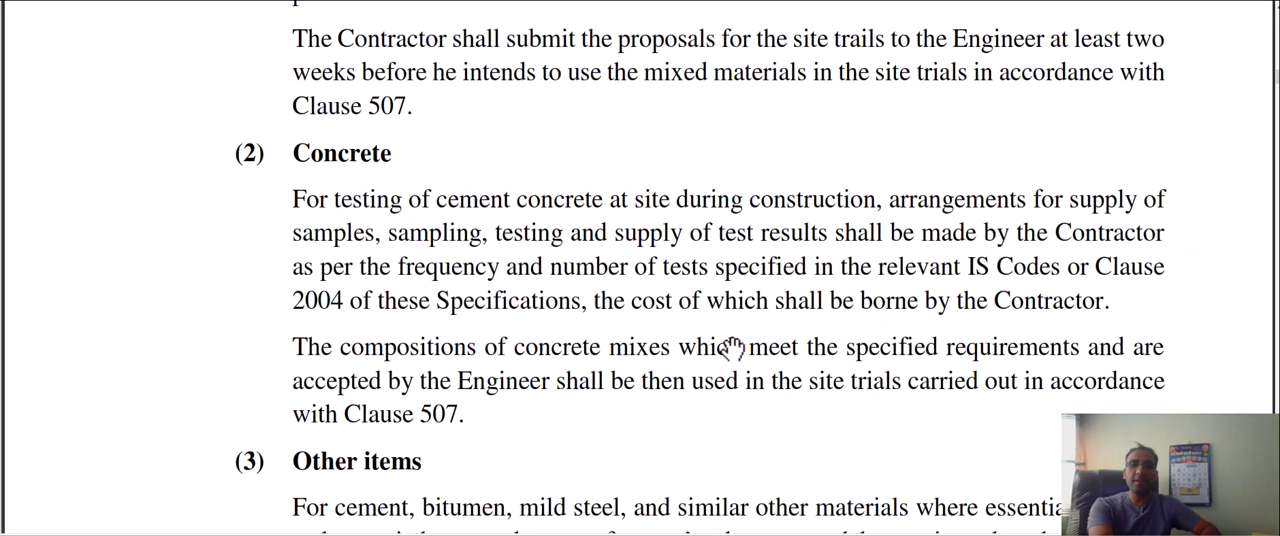 The Contractor shall submit the proposals for the site trails to the Engineer at least two
weeks before he intends to use the mixed materials in the site trials in accordance with
Clause 507.
(2) Concrete
For testing of cement concrete at site during construction, arrangements for supply of
samples, sampling, testing and supply of test results shall be made by the Contractor
as per the frequency and number of tests specified in the relevant IS Codes or Clause
2004 of these Specifications, the cost of which shall be borne by the Contractor.
The compositions of concrete mixes which meet the specified requirements and are
accepted by the Engineer shall be then used in the site trials carried out in accordance
with Clause 507.
(3) Other items
For cement, bitumen, mild steel, and similar other materials where